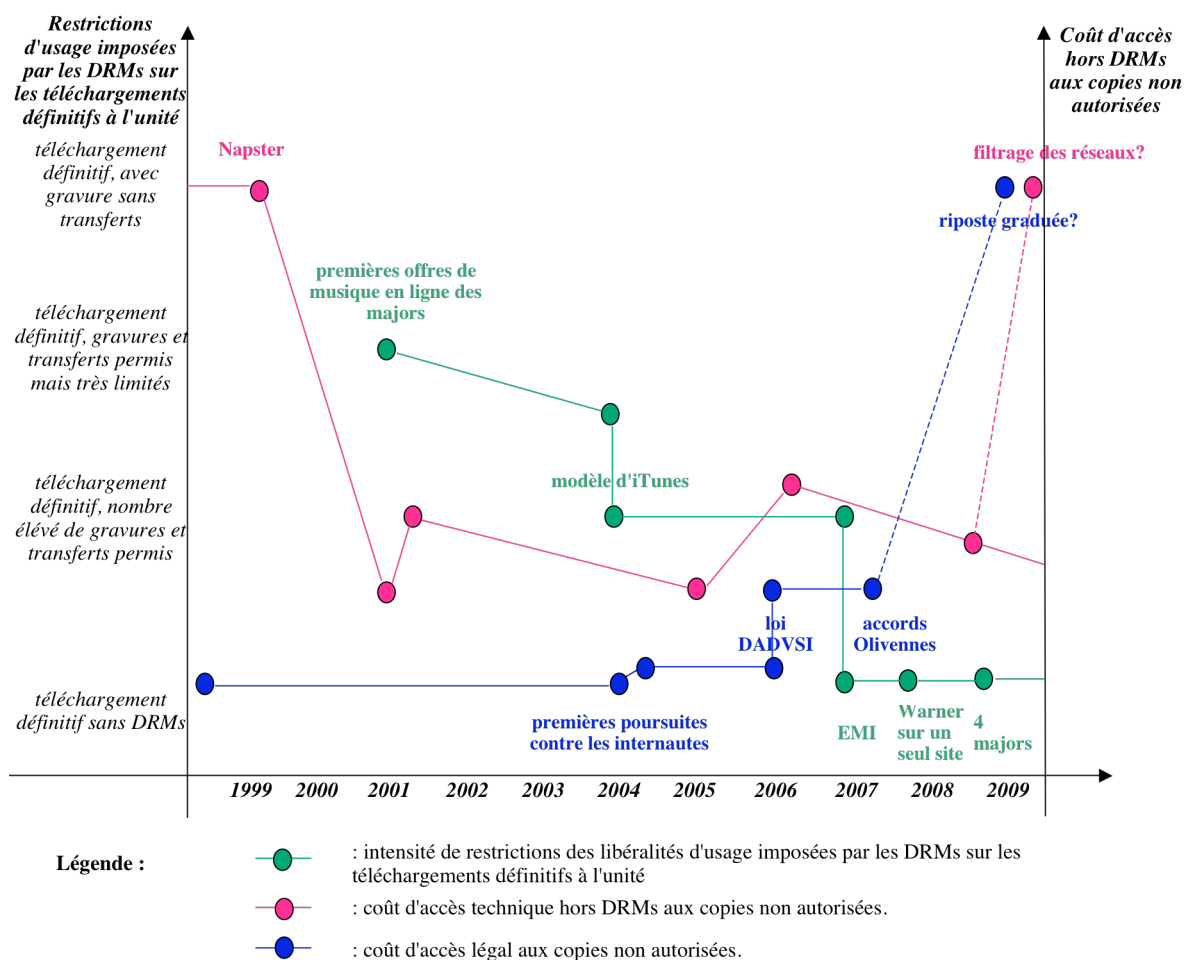 Restrictions
d'usage imposées
par les DRMs sur
les téléchargements
définitifs à l'unité
Coût d'accès
hors DRMs
aux copies non
autorisées
téléchargement
définitif, avec
gravure sans
transferts
Napster
filtrage des réseaux?
riposte graduée?
premières offres de
musique en ligne des
majors
téléchargement
définitif, gravures et
transferts permis
mais très limités
modèle d'iTunes
téléchargement
définitif, nombre
élévé de gravures et
transferts permis
loi
DADVSI
accords
Olivennes
téléchargement
définitif sans DRMs
premières poursuites
contre les internautes
EMI
Warner
sur un
seul site
4
majors
1999 2000 2001 2002 2003 2004 2005 2006 2007 2008 2009
Légende :
: intensité de restrictions des libéralités d'usage imposées par les DRMs sur les
téléchargements définitifs à l'unité
: coût d'accès technique hors DRMs aux copies non autorisées.
: coût d'accès légal aux copies non autorisées.